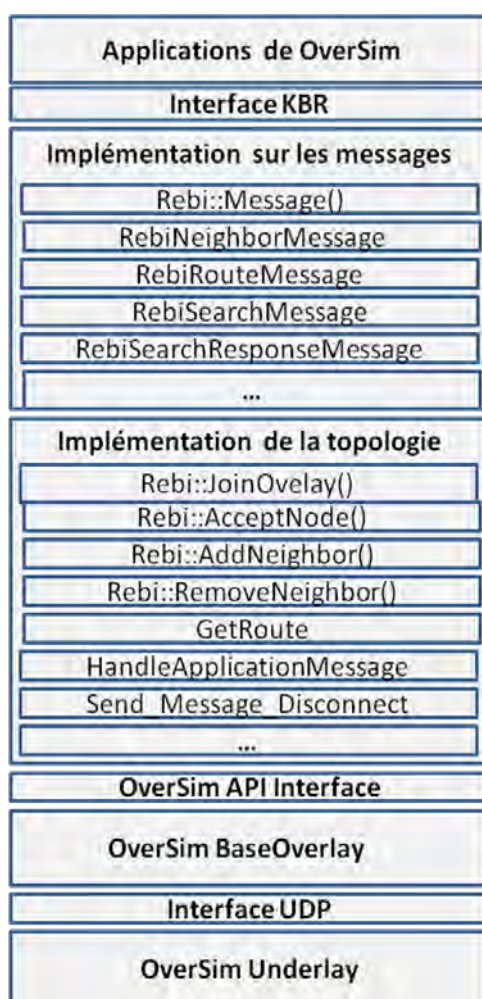 Applications de OverSim
Interface KBR
Implémentation sur les messages
Rebi::Message()
RebiNeighborMessage
RebiRouteMessage
RebiSearchMessage
RebiSearchResponseMessage
...
Implémentation de la topologie
Rebi::JoinOvelay()
Rebi::AcceptNode()
Rebi::AddNeighbor()
Rebi::RemoveNeighbor()
GetRoute
HandleApplicationMessage
Send_Message_Disconnect
...
OverSim API Interface
OverSim BaseOverlay
Interface UDP
OverSim Underlay